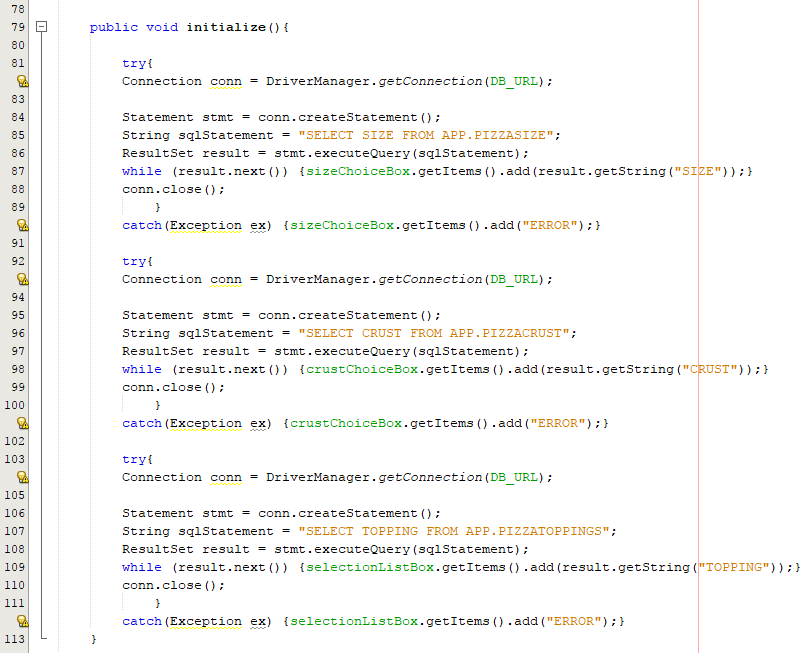 78
79 public void initialize(){
80
81 try{
Connection conn = DriverManager.getConnection(DB_URL);
83
84 Statement stmt = conn.createStatement();
85 String sqlStatement = "SELECT SIZE FROM APP.PIZZASIZE";
86 ResultSet result = stmt.executeQuery(sqlStatement);
87 while (result.next()) {sizeChoiceBox.getItems().add(result.getString("SIZE"));}
88 conn.close();
89 }
catch(Exception ex) {sizeChoiceBox.getItems().add("ERROR");}
91
92 try{
Connection conn = DriverManager.getConnection(DB_URL);
94
95 Statement stmt = conn.createStatement();
96 String sqlStatement = "SELECT CRUST FROM APP.PIZZACRUST";
97 ResultSet result = stmt.executeQuery(sqlStatement);
98 while (result.next()) {crustChoiceBox.getItems().add(result.getString("CRUST"));}
99 conn.close();
100 }
catch(Exception ex) {crustChoiceBox.getItems().add("ERROR");}
102
103 try{
Connection conn = DriverManager.getConnection(DB_URL);
105
106 Statement stmt = conn.createStatement();
107 String sqlStatement = "SELECT TOPPING FROM APP.PIZZATOPPINGS";
108 ResultSet result = stmt.executeQuery(sqlStatement);
109 while (result.next()) {selectionListBox.getItems().add(result.getString("TOPPING"));}
110 conn.close();
111 }
catch(Exception ex) {selectionListBox.getItems().add("ERROR");}
113 }